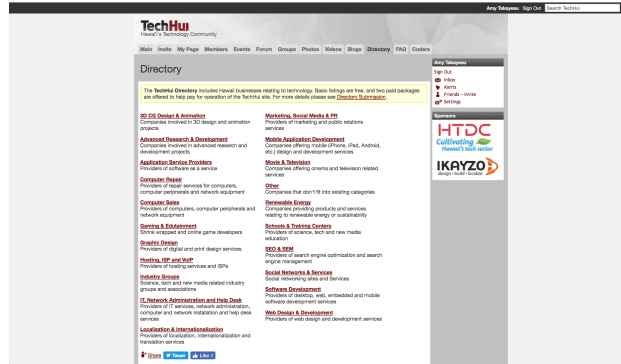 Amy Takayesu Sign Out Search TechHui
TechHui
Hawaii's Technology Community
Main Invite My Page Members Events Forum Groups Photos Videos Blogs Directory FAQ Coders
Directory
The TechHui Directory includes Hawaii businesses relating to technology. Basic listings are free, and two paid packages
are offered to help pay for operation of the TechHui site. For more details please see Directory Submission.
3D CG Design & Animation
Companies involved in 3D design and animation
projects
Advanced Research & Development
Companies involved in advanced research and
development projects
Application Service Providers
Providers of software as a service
Computer Repair
Providers of repair services for computers,
computer peripherals and network equipment
Computer Sales
Providers of computers, computer peripherals and
network equipment
Gaming & Edutainment
Shrink wrapped and online game developers
Graphic Design
Providers of digital and print design services
Hosting, ISP and VoIP
Providers of hosting services and ISPs
Industry Groups
Science, tech and new media related industry
groups and associations
IT, Network Administration and Help Desk
Providers of IT services, network administration,
computer and network installation and help desk
services
Localization & Internationalization
Providers of localization, internationalization and
translation services
Marketing, Social Media & PR
Providers of marketing and public relations
services
Mobile Application Development
Companies offering mobile (iPhone, iPad, Android,
etc.) design and development services
Movie & Television
Companies offering cinema and television related
services
Other
Companies that don't fit into existing categories
Renewable Energy
Companies providing products and services
relating to renewable energy or sustainability
Schools & Training Centers
Providers of science, tech and new media
education
SEO & SEM
Providers of search engine optimization and search
engine management
Social Networks & Services
Social networking sites and Services
Software Development
Providers of desktop, web, embedded and mobile
software development services
Web Design & Development
Providers of web design and development services
Share Tweet Like 2
Amy Takayesu
Sign Out
Inbox
Alerts
Friends – Invite
Settings
Sponsors
HTDC
Cultivating
Hawaii's tech sector
IKAYZO
design • build • localize